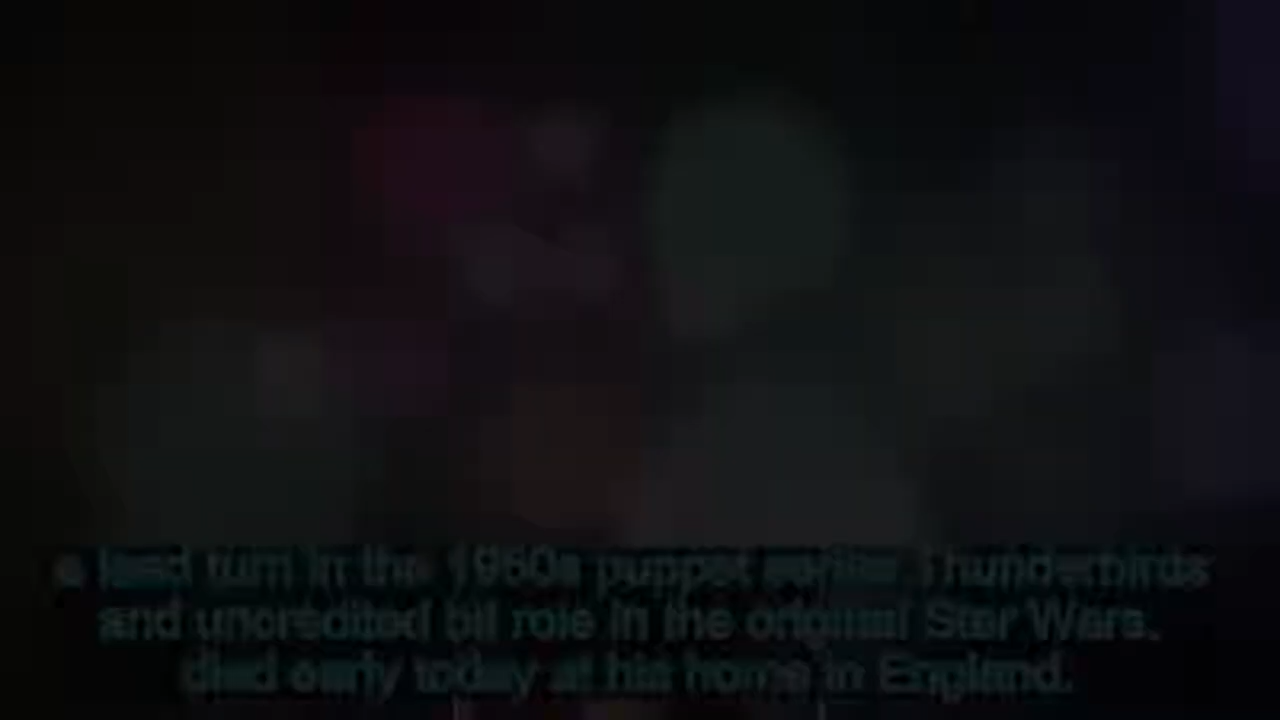 a lead turn in the 1960s puppet series Thunderbirds
and uncredited bit role in the original Star Wars,
died early today at his home in England.